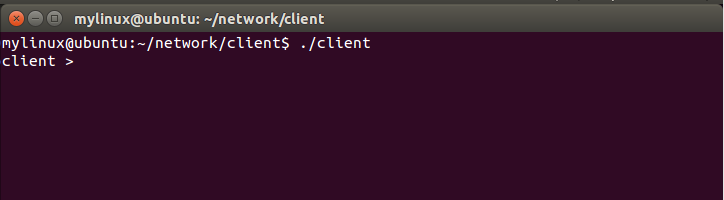 mylinux@ubuntu: ~/network/client
mylinux@ubuntu:~/network/client$ ./client
client >